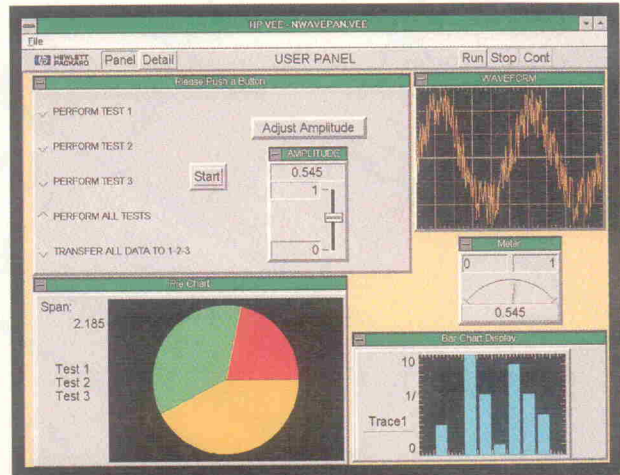 HP VEE - NWAVEPAN.VEE
File
HEWLETT PACKARD Panel Detail USER PANEL Run Stop Cont
Please Push a Button
PERFORM TEST 1
PERFORM TEST 2
PERFORM TEST 3
PERFORM ALL TESTS
TRANSFER ALL DATA TO 1-2-3
Start
Adjust Amplitude
AMPLITUDE
0.545
1
0
WAVEFORM
Meter
0 1
0.545
Pie Chart
Span:
2.185
Test 1
Test 2
Test 3
Bar Chart Display
10
1/
Trace1
0